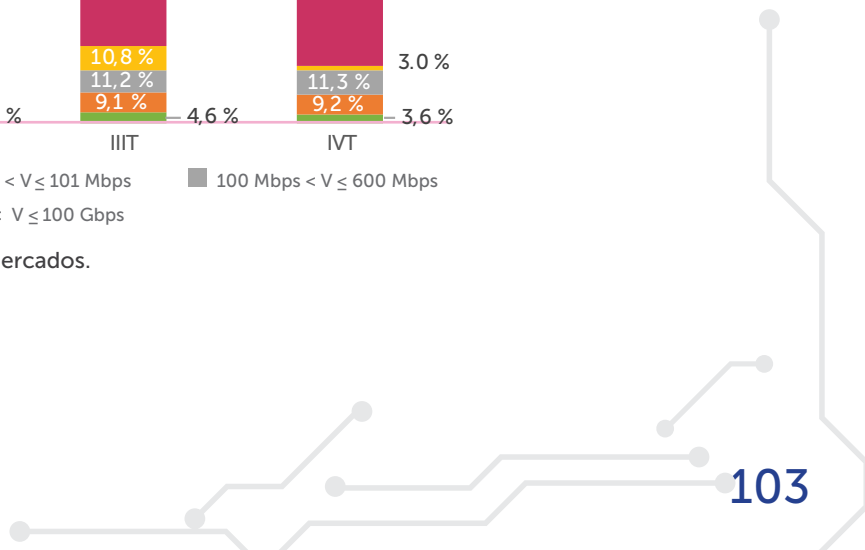 10,8 %
3.0 %
11,2 %
11,3 %
9,1 %
9,2 %
%
4,6 %
3,6 %
IIIT
IVT
< V ≤ 101 Mbps
100 Mbps < V ≤ 600 Mbps
V ≤ 100 Gbps
ercados.
103